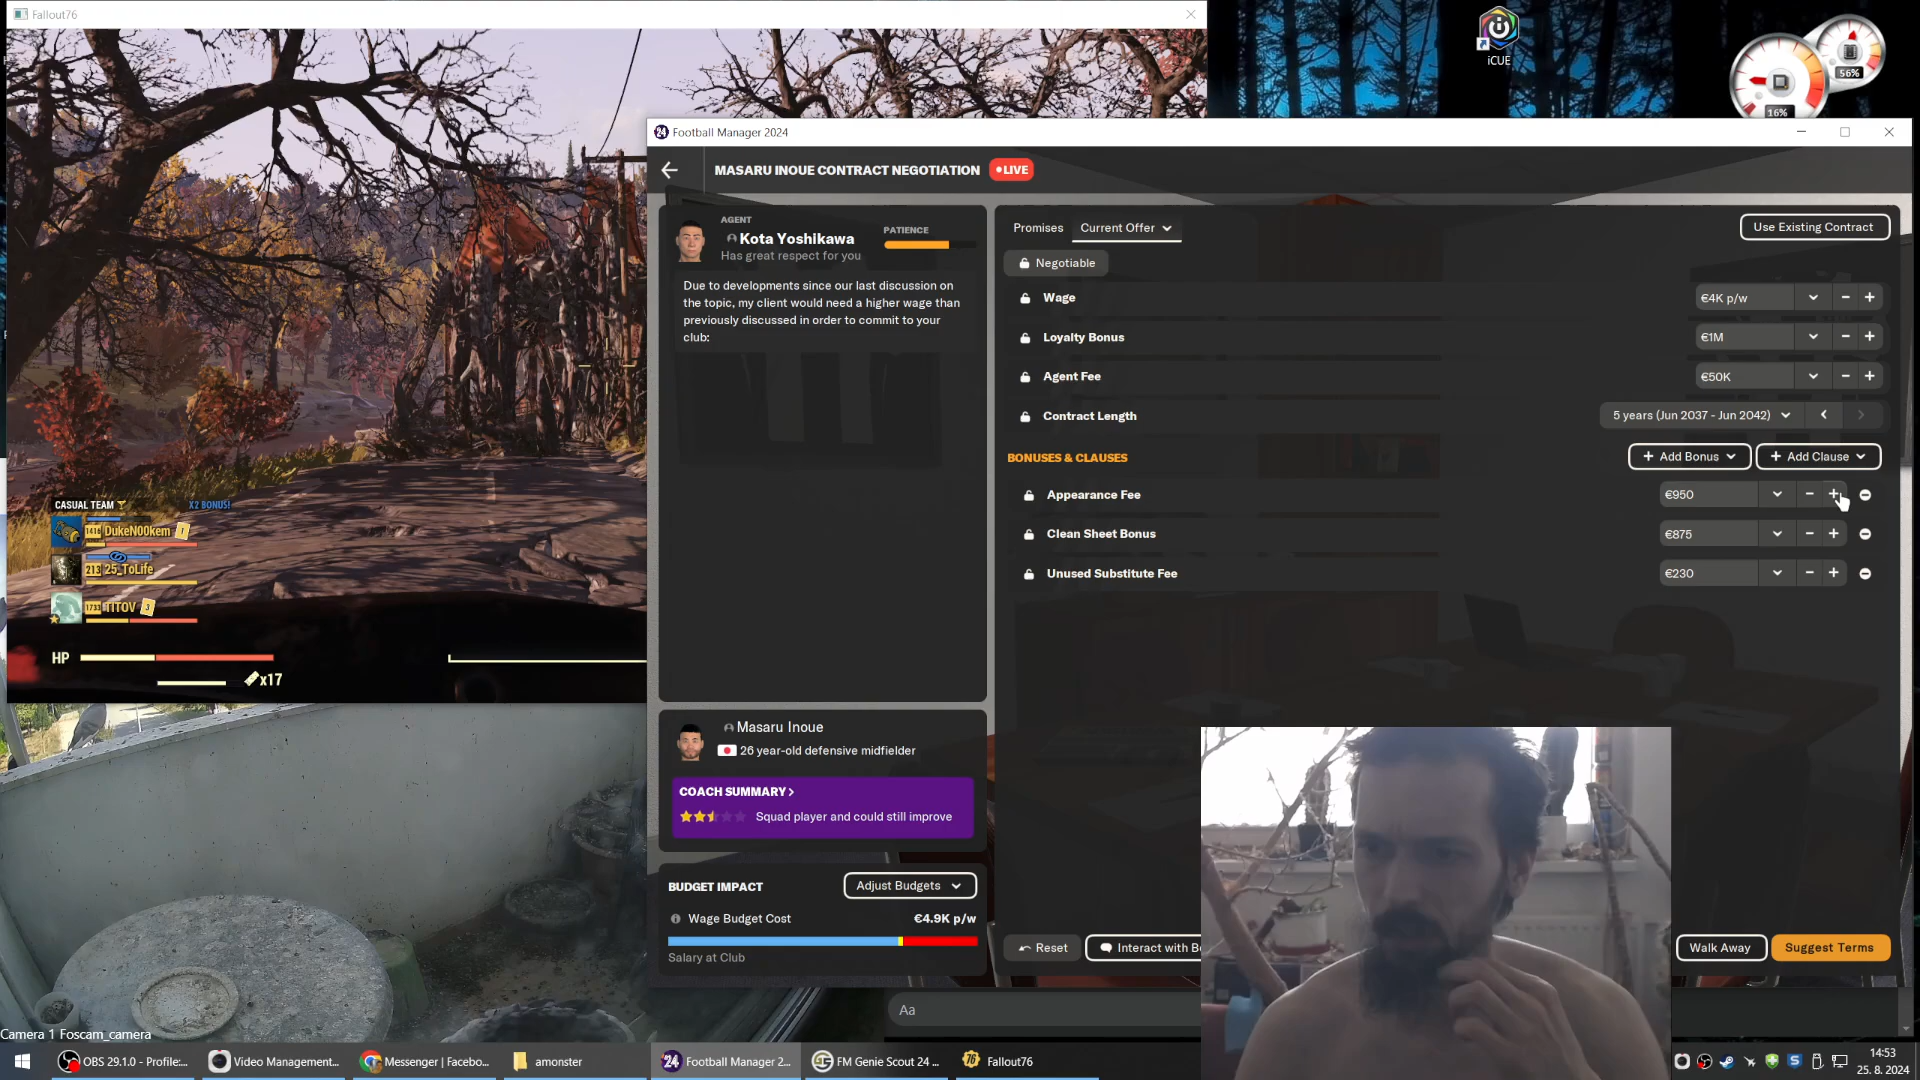 Fallout76
iCUE
56%
16%
Football Manager 2024
MASARU INOUE CONTRACT NEGOTIATION
LIVE
AGENT
Kota Yoshikawa
Has great respect for you
PATIENCE
Due to developments since our last discussion on
the topic, my client would need a higher wage than
previously discussed in order to commit to your
club:
Promises
Current Offer
Use Existing Contract
Negotiable
Wage
€4K p/w
Loyalty Bonus
€1M
Agent Fee
€50K
Contract Length
5 years (Jun 2037 - Jun 2042)
BONUSES & CLAUSES
+ Add Bonus
+ Add Clause
Appearance Fee
€950
Clean Sheet Bonus
€875
Unused Substitute Fee
€230
CASUAL TEAM
X2 BONUS!
DukeN00kem
1
213 25_ToLife
1733 TITOV
3
HP
x17
Masaru Inoue
26 year-old defensive midfielder
COACH SUMMARY >
Squad player and could still improve
BUDGET IMPACT
Adjust Budgets
Wage Budget Cost
€4.9K p/w
Salary at Club
Reset
Interact with
Walk Away
Suggest Terms
Aa
Camera 1 Foscam_camera
OBS 29.1.0 - Profile:...
Video Management...
Messenger | Facebo...
amonster
Football Manager 2...
FM Genie Scout 24 ...
Fallout76
14:53
25. 8. 2024